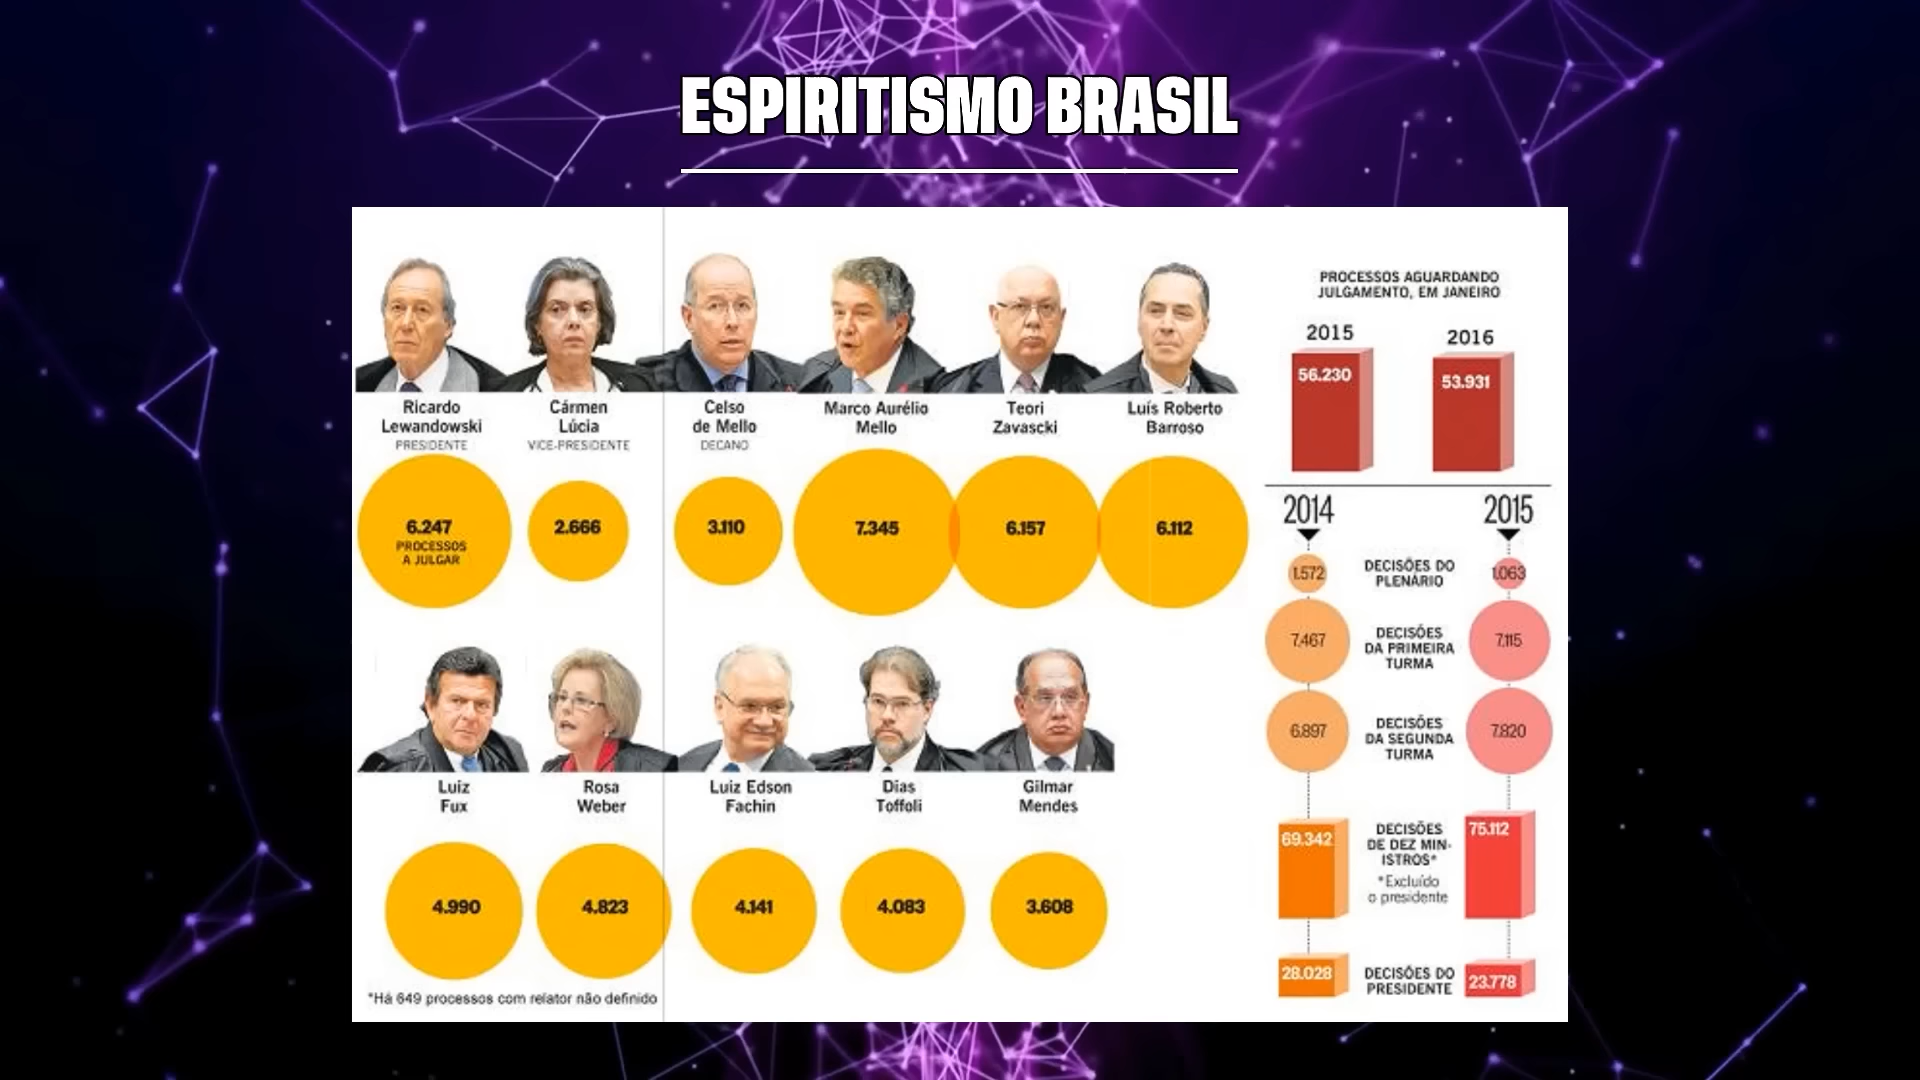 ESPIRITISMO BRASIL
Ricardo
Lewandowski
PRESIDENTE
6.247
PROCESSOS
A JULGAR
Cármen
Lúcia
VICE-PRESIDENTE
2.666
Celso
de Mello
DECANO
3.110
Marco Aurélio
Mello
7.345
Teori
Zavascki
6.157
Luís Roberto
Barroso
6.112
Luiz
Fux
4.990
Rosa
Weber
4.823
Luiz Edson
Fachin
4.141
Dias
Toffoli
4.083
Gilmar
Mendes
3.608
*Há 649 processos com relator não definido
PROCESSOS AGUARDANDO
JULGAMENTO, EM JANEIRO
2015
56.230
2016
53.931
2014
2015
1.572
DECISÕES DO
PLENÁRIO
1.063
7.467
DECISÕES
DA PRIMEIRA
TURMA
7.115
6.897
DECISÕES
DA SEGUNDA
TURMA
7.820
69.342
DECISÕES
DE DEZ MIN-
ISTROS*
*Excluído
o presidente
75.112
28.028
DECISÕES DO
PRESIDENTE
23.778